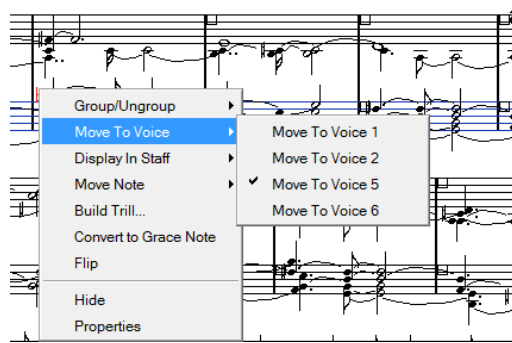 Group/Ungroup
Move To Voice
Display In Staff
Move Note
Build Trill...
Convert to Grace Note
Flip
Hide
Properties
Move To Voice 1
Move To Voice 2
Move To Voice 5
Move To Voice 6